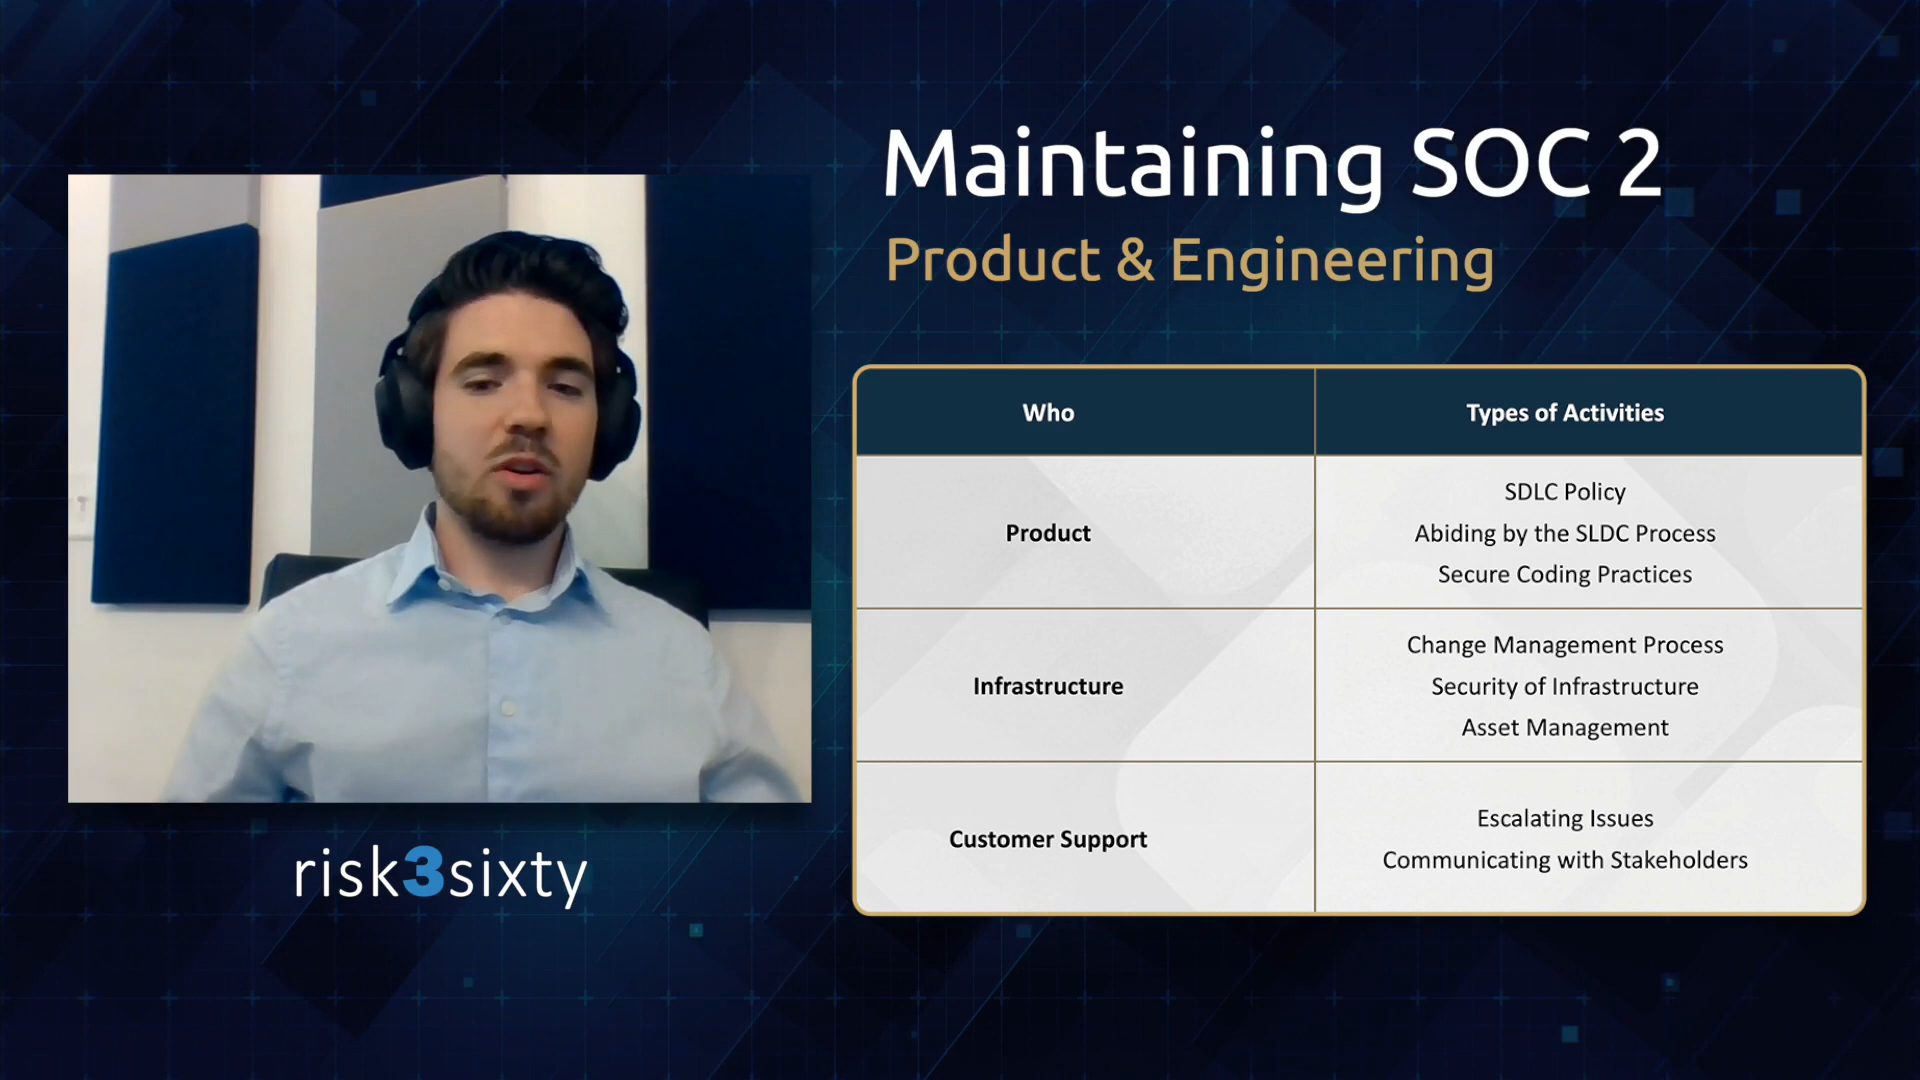 Maintaining SOC 2
Product & Engineering
Who
Types of Activities
Product
SDLC Policy
Abiding by the SLDC Process
Secure Coding Practices
Infrastructure
Change Management Process
Security of Infrastructure
Asset Management
Customer Support
Escalating Issues
Communicating with Stakeholders
risk3sixty